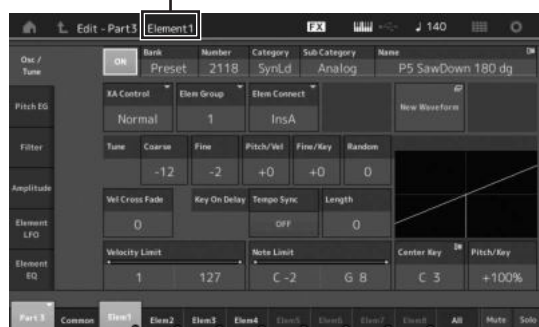 Edit - Part3 Element1 FX 140
Osc / Tune
ON
Bank Preset
Number 2118
Category SynLd
Sub Category Analog
Name P5 SawDown 180 dg
Pitch EG
XA Control Normal
Elem Group 1
Elem Connect InsA
New Waveform
Filter
Tune
Coarse -12
Fine -2
Pitch/Vel +0
Fine/Key +0
Random 0
Amplitude
Vel Cross Fade 0
Key On Delay
Tempo Sync OFF
Length 0
Element LFO
Element EQ
Velocity Limit 1 127
Note Limit C -2 G 8
Center Key C 3
Pitch/Key +100%
Part 3 Common Elem1 Elem2 Elem3 Elem4 Elem5 Elem6 Elem7 Elem8 All Mute Solo